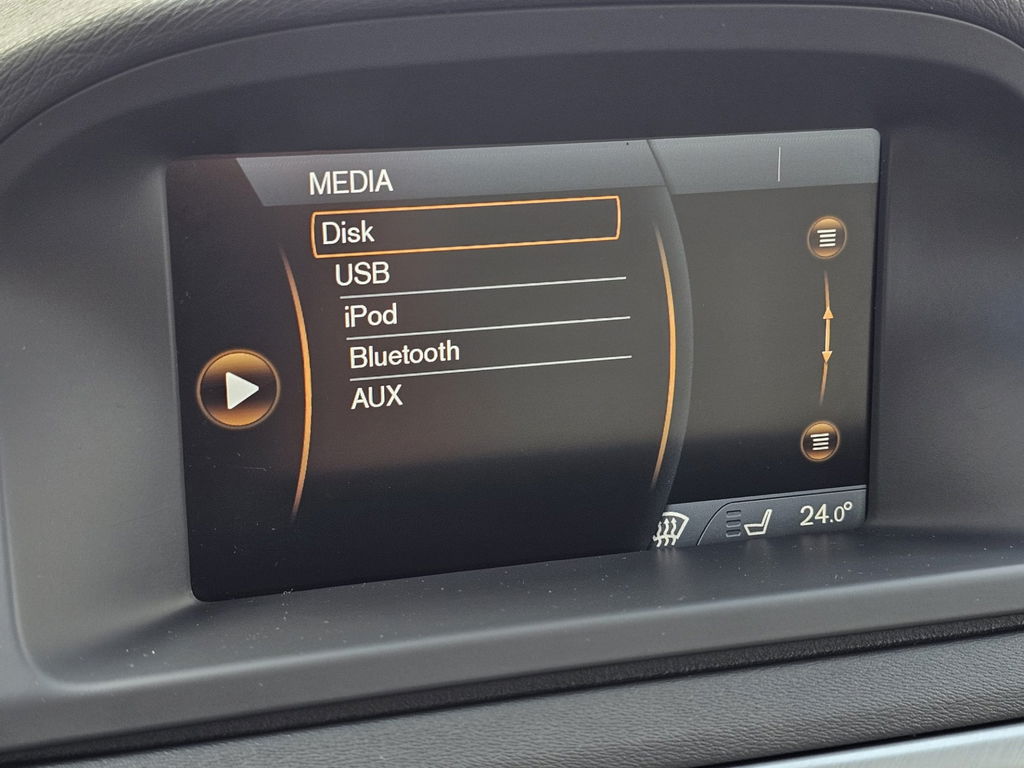 MEDIA
Disk
USB
iPod
Bluetooth
AUX
24.0°